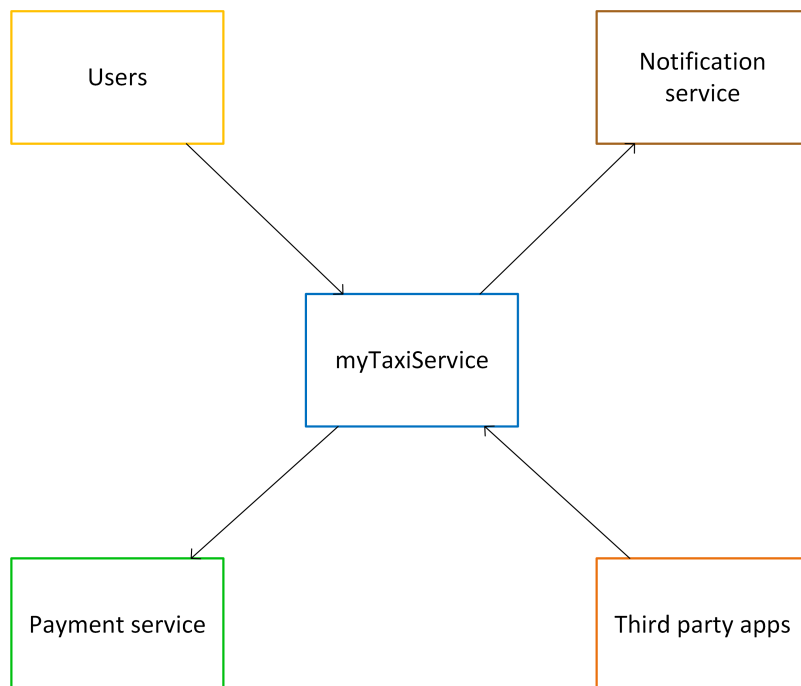 Users
Notification
service
myTaxiService
Payment service
Third party apps